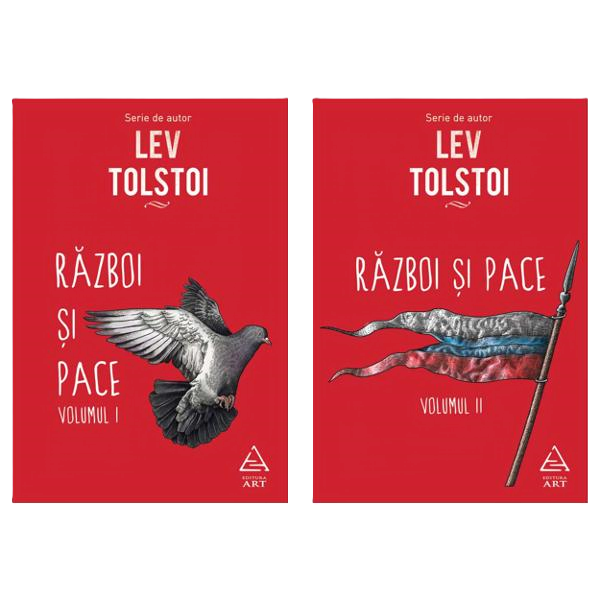 Serie de autor
LEV
TOLSTOI
RĂZBOI
ȘI
PACE
VOLUMUL I
EDITURA
ART
Serie de autor
LEV
TOLSTOI
RĂZBOI ȘI PACE
VOLUMUL II
EDITURA
ART